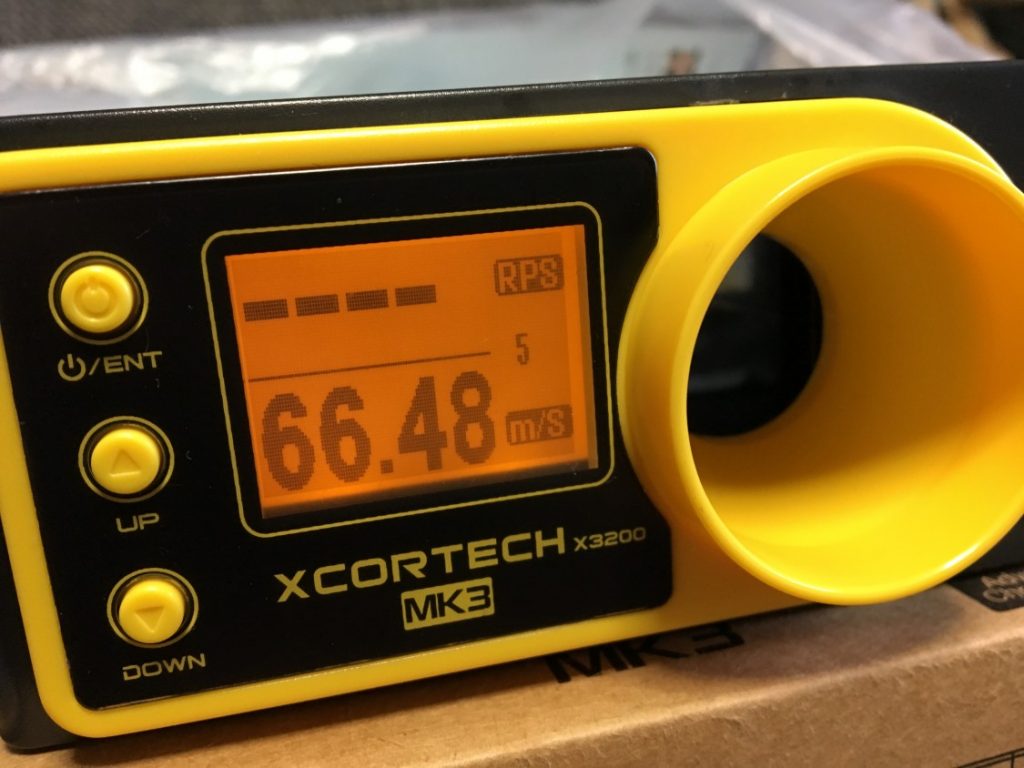 ⏻/ENT
UP
DOWN
---- RPS
5
66.48 m/S
XCORTECH X3200
MK3
MK3